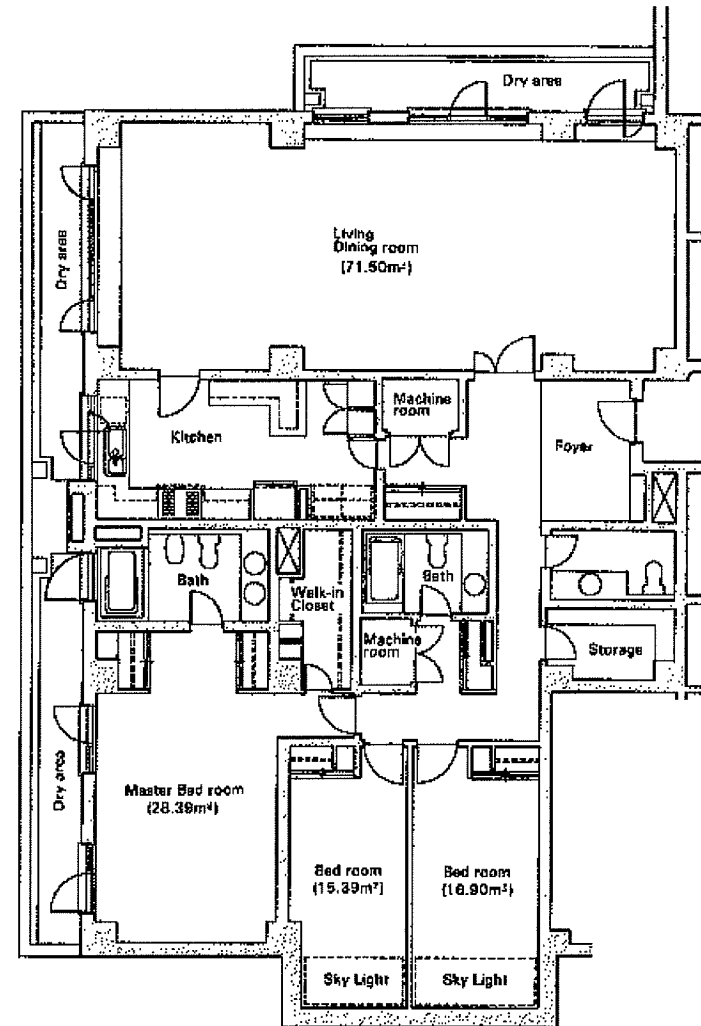 Dry area
Living
Dining room
(71.50m²)
Dry area
Machine
room
Kitchen
Foyer
Bath
Walk-in
Closet
Bath
Machine
room
Storage
Dry area
Master Bed room
(28.39m²)
Bed room
(15.39m²)
Bed room
(16.90m²)
Sky Light
Sky Light